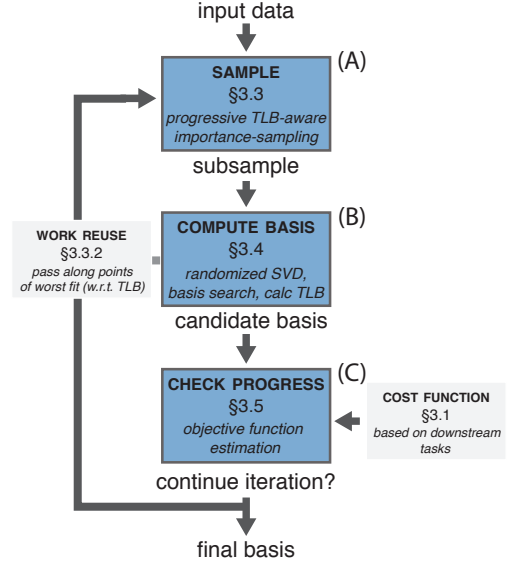 input data
(A)
SAMPLE
§3.3
progressive TLB-aware
importance-sampling
subsample
(B)
COMPUTE BASIS
§3.4
randomized SVD,
basis search, calc TLB
WORK REUSE
§3.3.2
pass along points
of worst fit (w.r.t. TLB)
candidate basis
(C)
CHECK PROGRESS
§3.5
objective function
estimation
COST FUNCTION
§3.1
based on downstream
tasks
continue iteration?
final basis